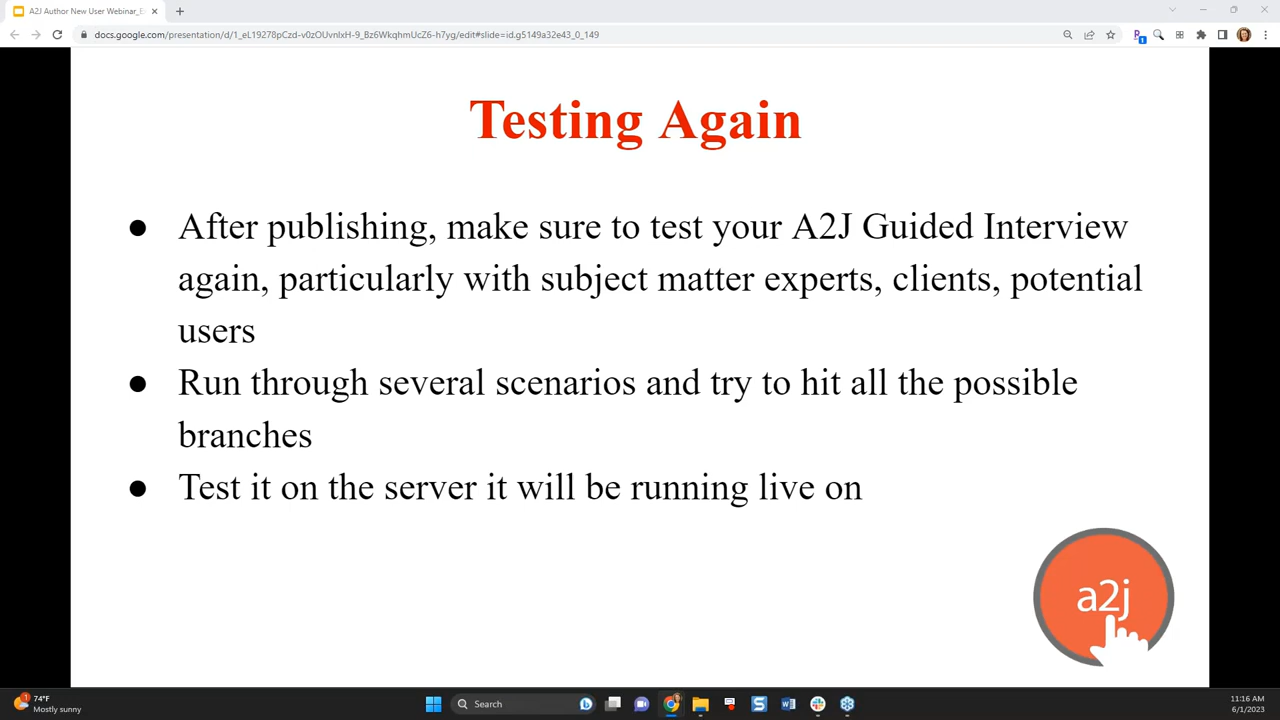 A2J Author New User Webinar_E
docs.google.com/presentation/d/1_eL19278pCzd-v0zOUvnlxH-9_Bz6WkqhmUcZ6-h7yg/edit#slide=id.g5149a32e43_0_149
Testing Again
● After publishing, make sure to test your A2J Guided Interview
again, particularly with subject matter experts, clients, potential
users
● Run through several scenarios and try to hit all the possible
branches
● Test it on the server it will be running live on
a2j
1
74°F
Mostly sunny
Search
11:16 AM
6/1/2023